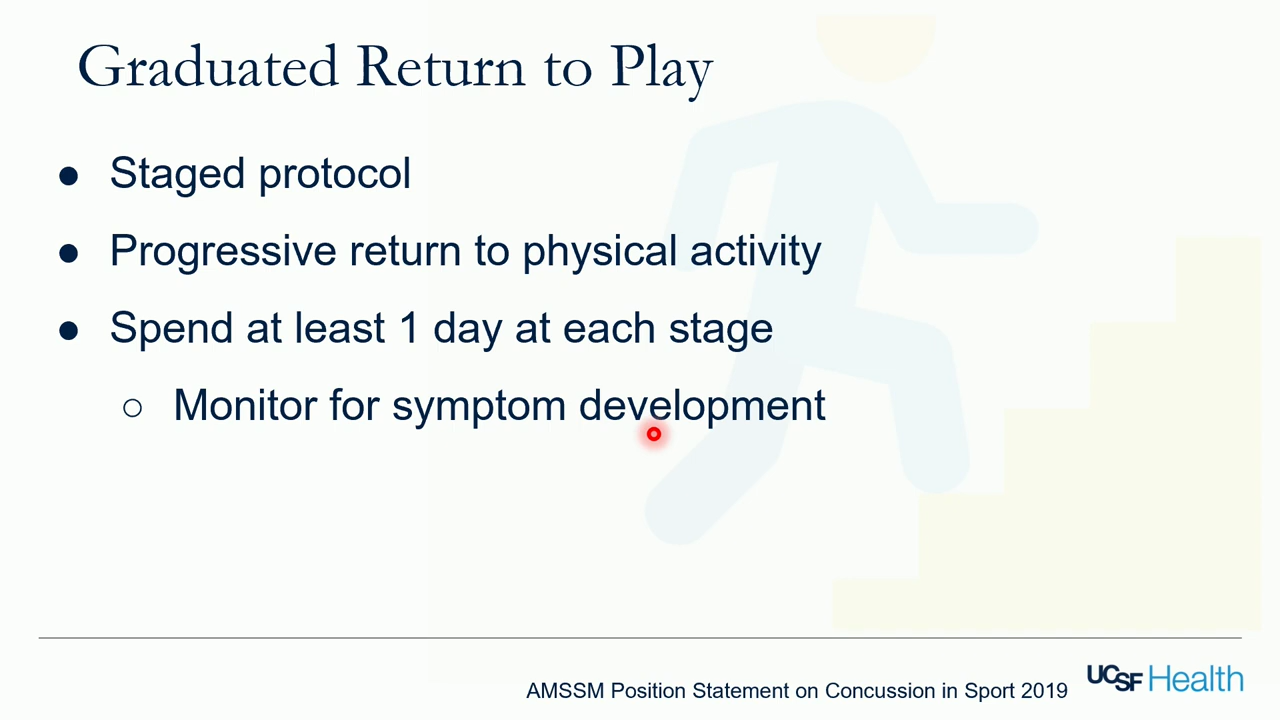 Graduated Return to Play
● Staged protocol
● Progressive return to physical activity
● Spend at least 1 day at each stage
○ Monitor for symptom development
AMSSM Position Statement on Concussion in Sport 2019
UCSF Health